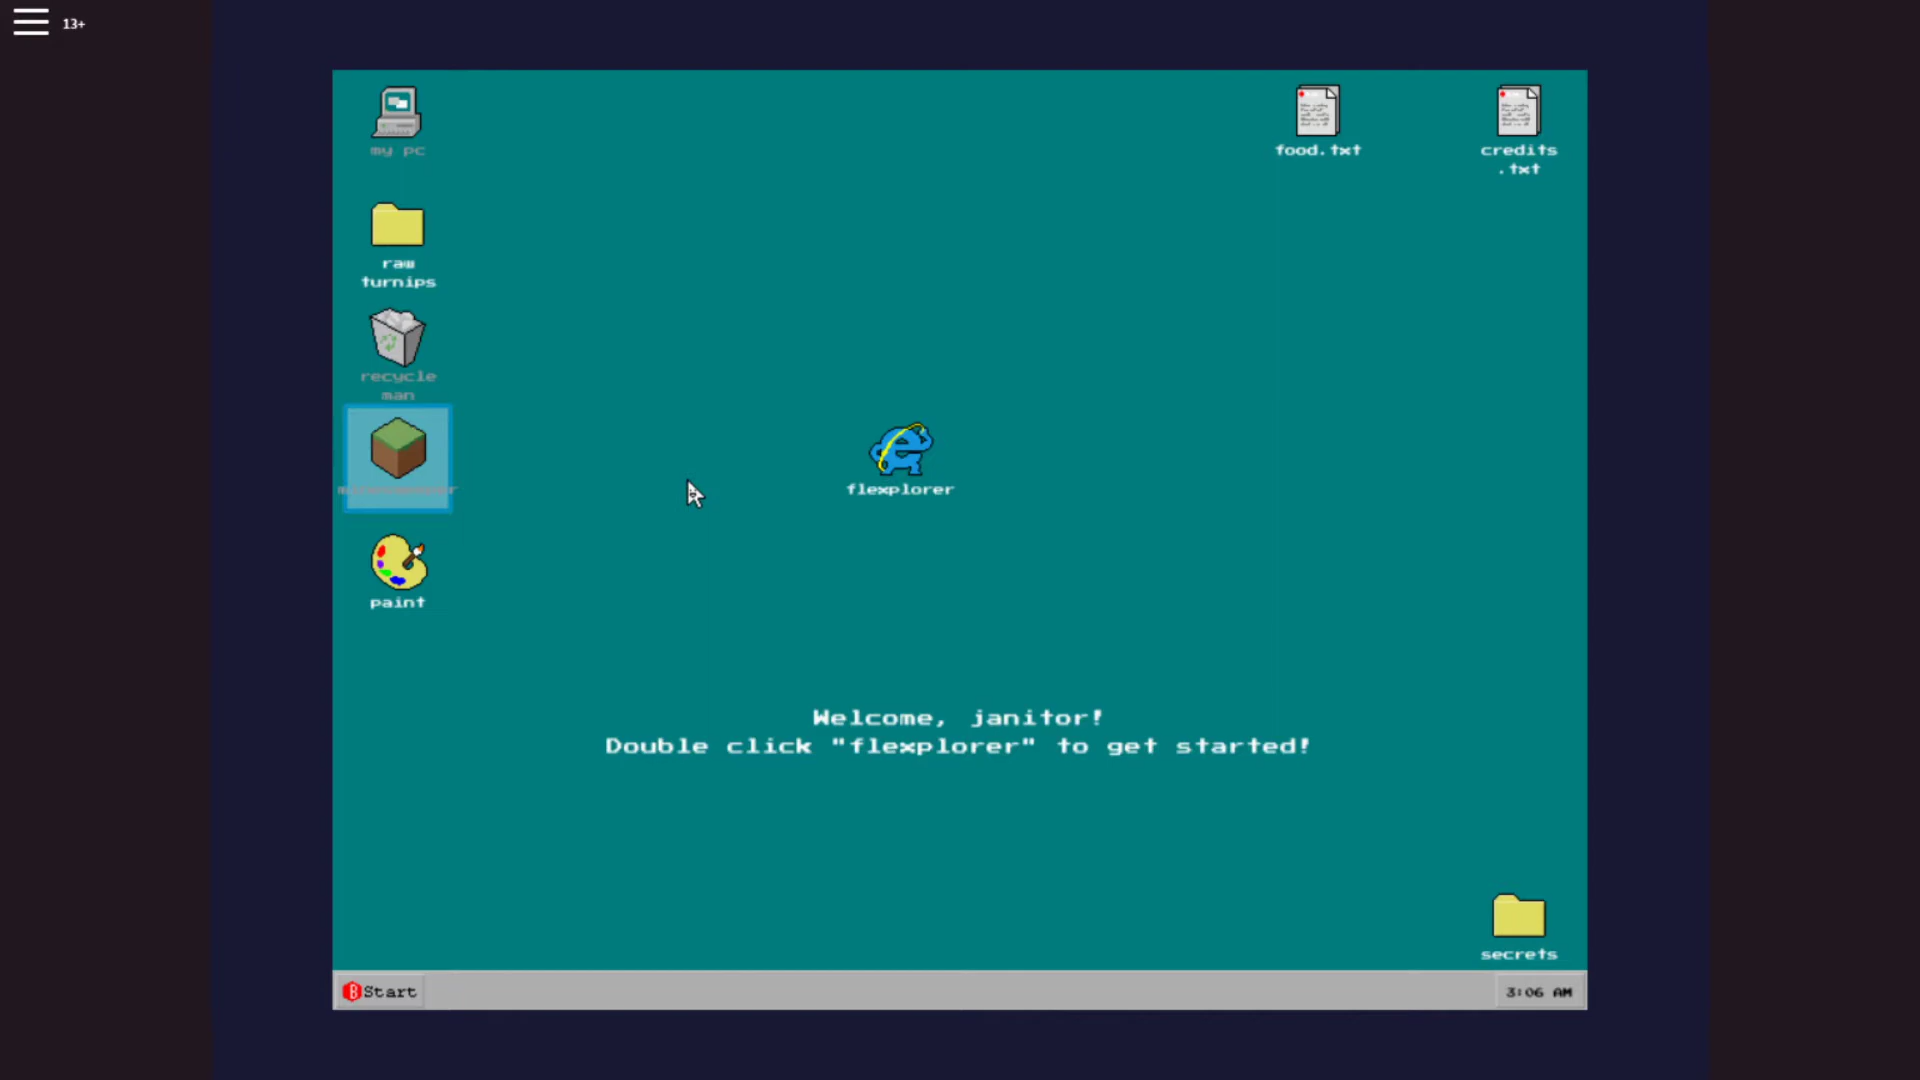 13+
my pc
food.txt
credits
.txt
raw
turnips
recycle
man
flexplorer
paint
Welcome, janitor!
Double click "flexplorer" to get started!
secrets
Start
3:06 AM